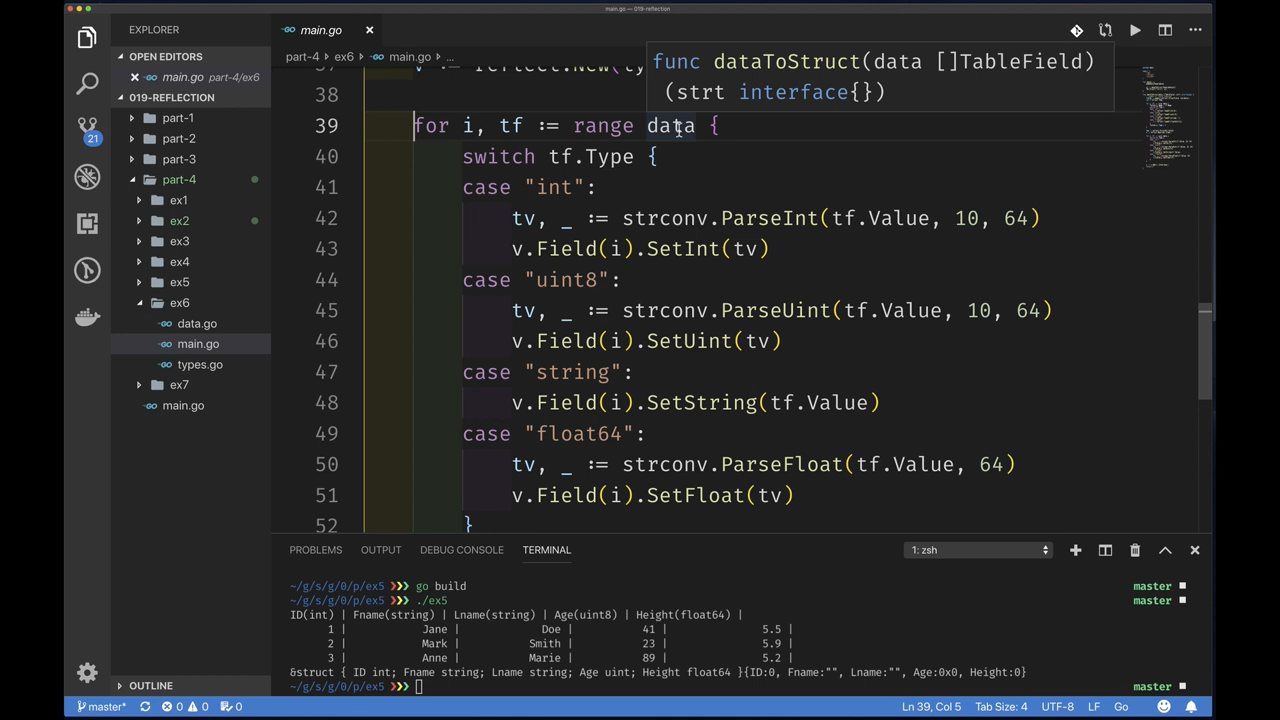 main.go — 019-reflection
EXPLORER
main.go
OPEN EDITORS
main.go part-4/ex6
019-REFLECTION
part-1
part-2
part-3
part-4
ex1
ex2
ex3
ex4
ex5
ex6
data.go
main.go
types.go
ex7
main.go
OUTLINE
21
part-4 > ex6 > main.go > ...
func dataToStruct(data []TableField)
(strt interface{})
38
39 for i, tf := range data {
40 switch tf.Type {
41 case "int":
42 tv, _ := strconv.ParseInt(tf.Value, 10, 64)
43 v.Field(i).SetInt(tv)
44 case "uint8":
45 tv, _ := strconv.ParseUint(tf.Value, 10, 64)
46 v.Field(i).SetUint(tv)
47 case "string":
48 v.Field(i).SetString(tf.Value)
49 case "float64":
50 tv, _ := strconv.ParseFloat(tf.Value, 64)
51 v.Field(i).SetFloat(tv)
52 }
PROBLEMS OUTPUT DEBUG CONSOLE TERMINAL 1: zsh
~/g/s/g/0/p/ex5 ❯❯❯ go build master
~/g/s/g/0/p/ex5 ❯❯❯ ./ex5 master
ID(int) | Fname(string) | Lname(string) | Age(uint8) | Height(float64) |
1 | Jane | Doe | 41 | 5.5 |
2 | Mark | Smith | 23 | 5.9 |
3 | Anne | Marie | 89 | 5.2 |
&struct { ID int; Fname string; Lname string; Age uint; Height float64 }{ID:0, Fname:"", Lname:"", Age:0x0, Height:0}
~/g/s/g/0/p/ex5 ❯❯❯ master
master* 0 0 0 Ln 39, Col 5 Tab Size: 4 UTF-8 LF Go